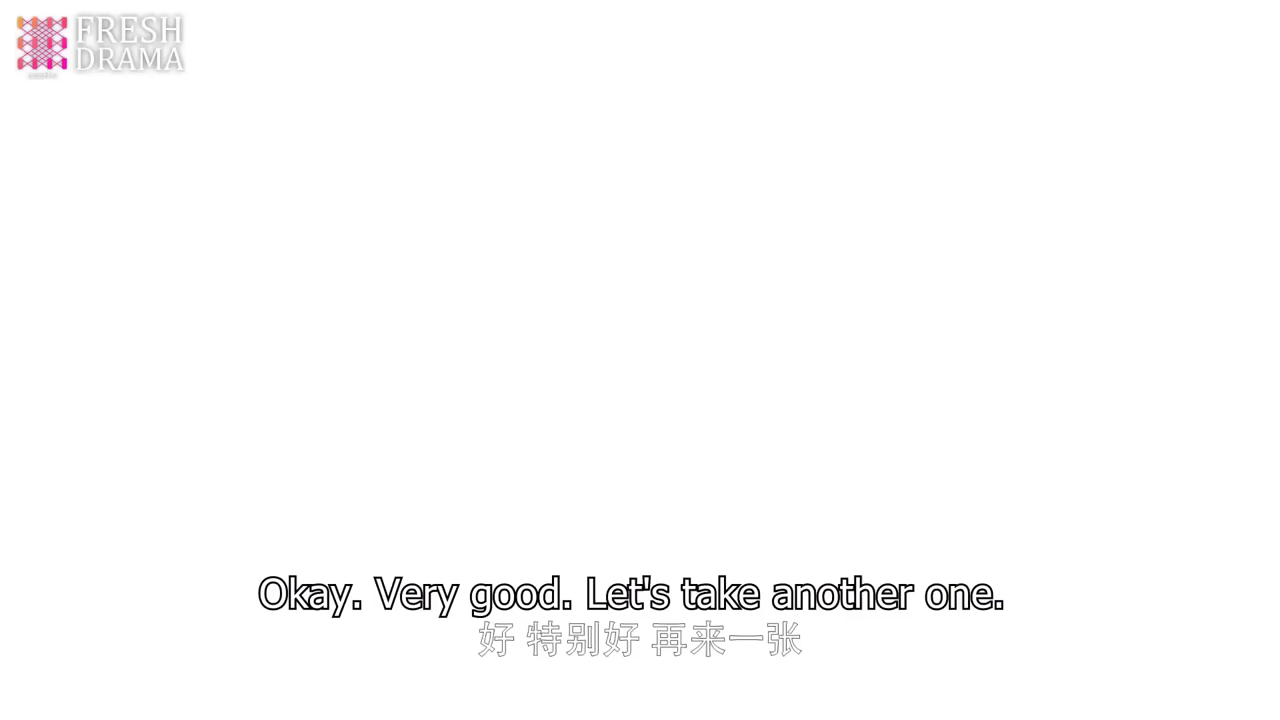 FRESH
DRAMA
Okay. Very good. Let's take another one.
好 特别好 再来一张